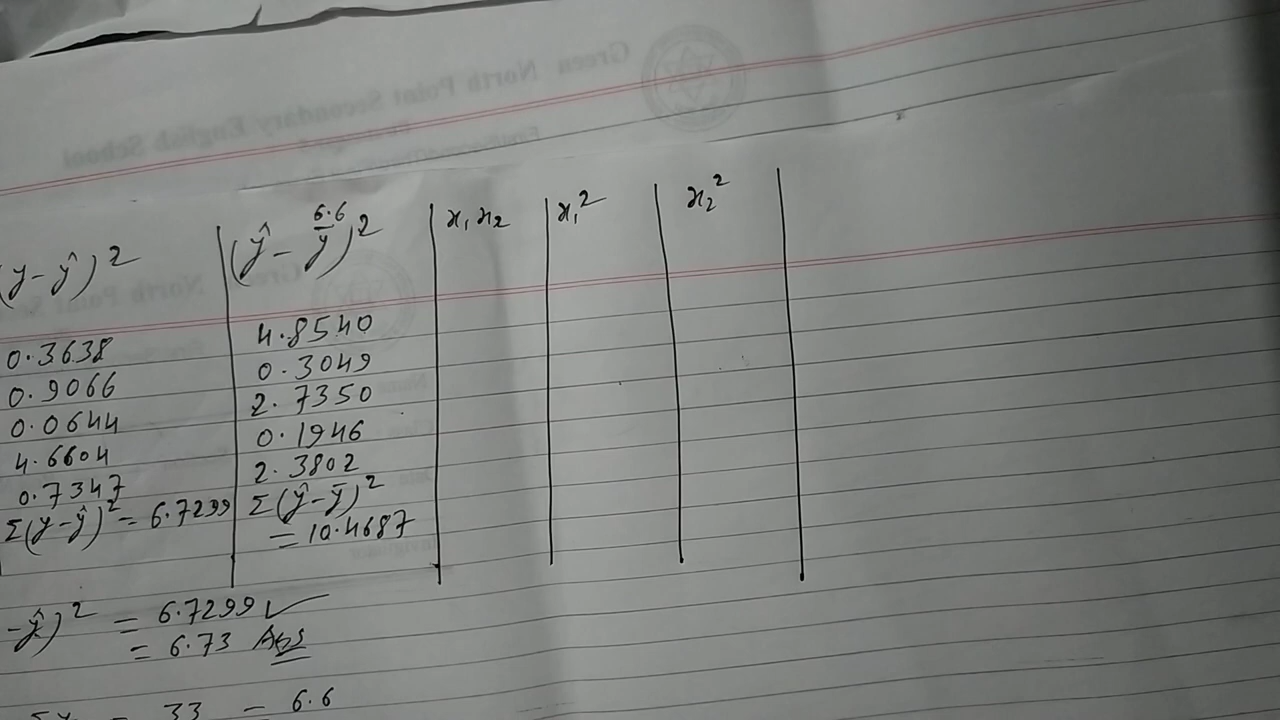 (y-ŷ)² | (ŷ-ȳ)² 6.6 | x₁x₂ | x₁² | x₂²
0.3638 | 4.8540
0.9066 | 0.3049
0.0644 | 2.7350
4.6604 | 0.1946
0.7347 | 2.3802
Σ(y-ŷ)² = 6.7299 | Σ(ŷ-ȳ)²
= 10.4687
-ŷ)² = 6.7299 ✓
= 6.73 Ans
= 33 = 6.6